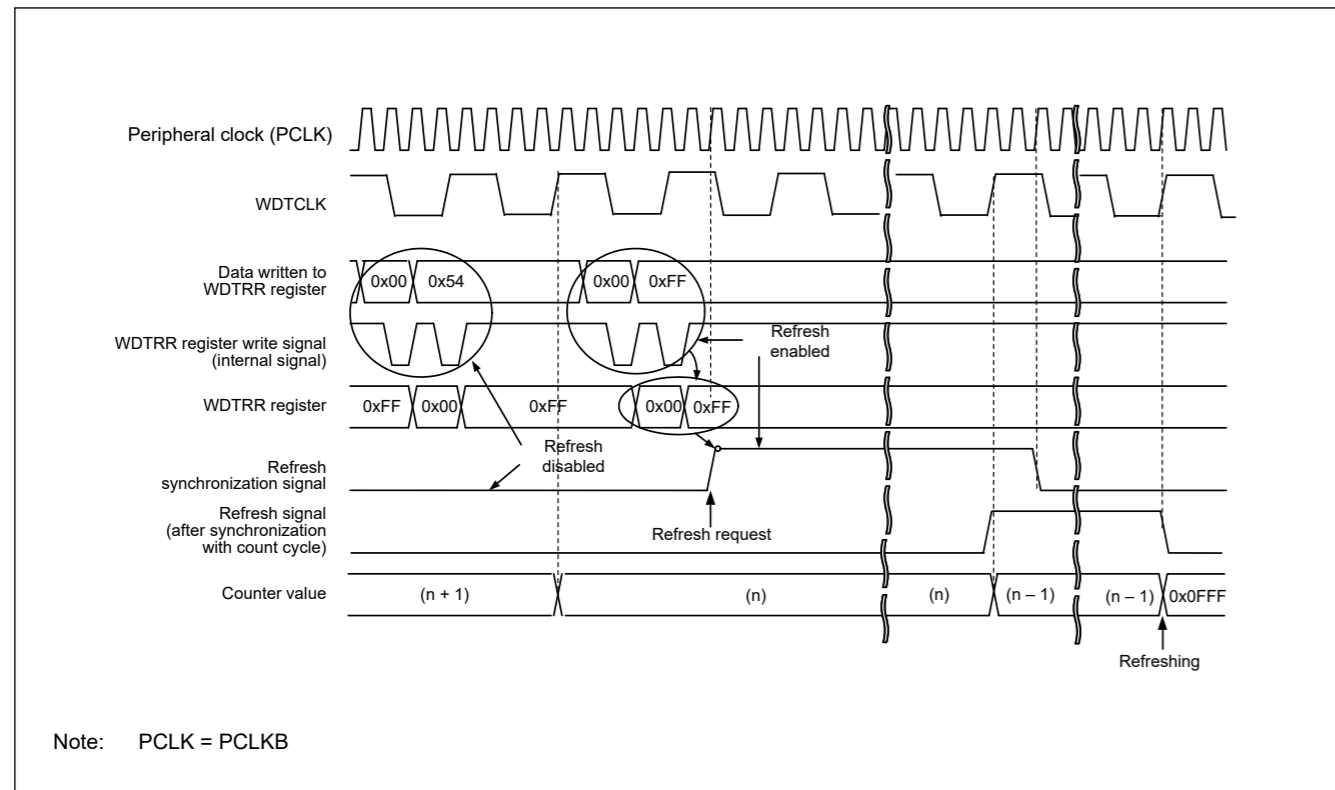 Peripheral clock (PCLK)
WDTCLK
Data written to
WDTRR register
0x00 0x54 0x00 0xFF
WDTRR register write signal
(internal signal)
Refresh
enabled
WDTRR register
0xFF 0x00 0xFF 0x00 0xFF
Refresh
disabled
Refresh
synchronization signal
Refresh request
Refresh signal
(after synchronization
with count cycle)
Counter value
(n + 1) (n) (n) (n – 1) (n – 1) 0x0FFF
Refreshing
Note: PCLK = PCLKB